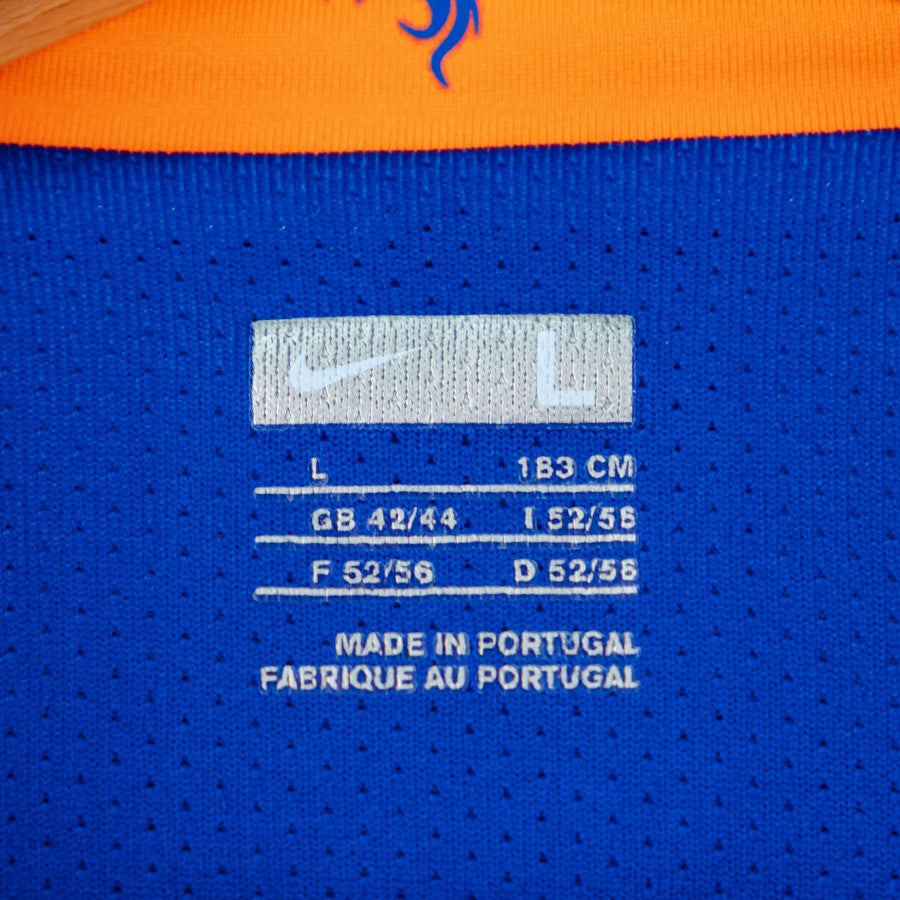 L
L 183 CM
GB 42/44 I 52/56
F 52/56 D 52/56
MADE IN PORTUGAL
FABRIQUE AU PORTUGAL